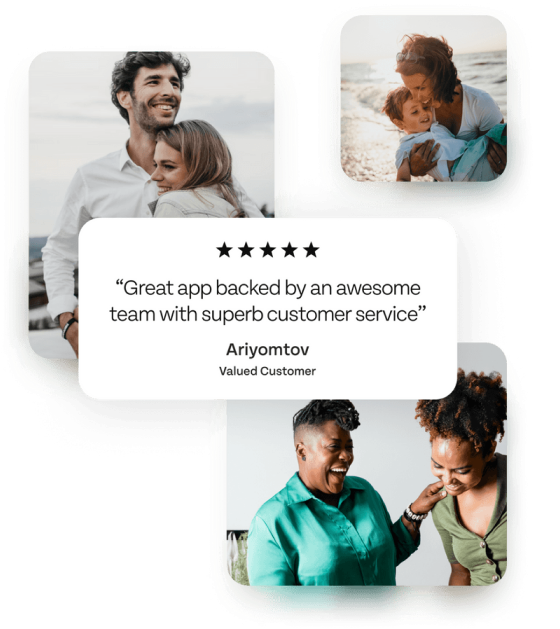 ★★★★★
“Great app backed by an awesome
team with superb customer service”
Ariyomtov
Valued Customer